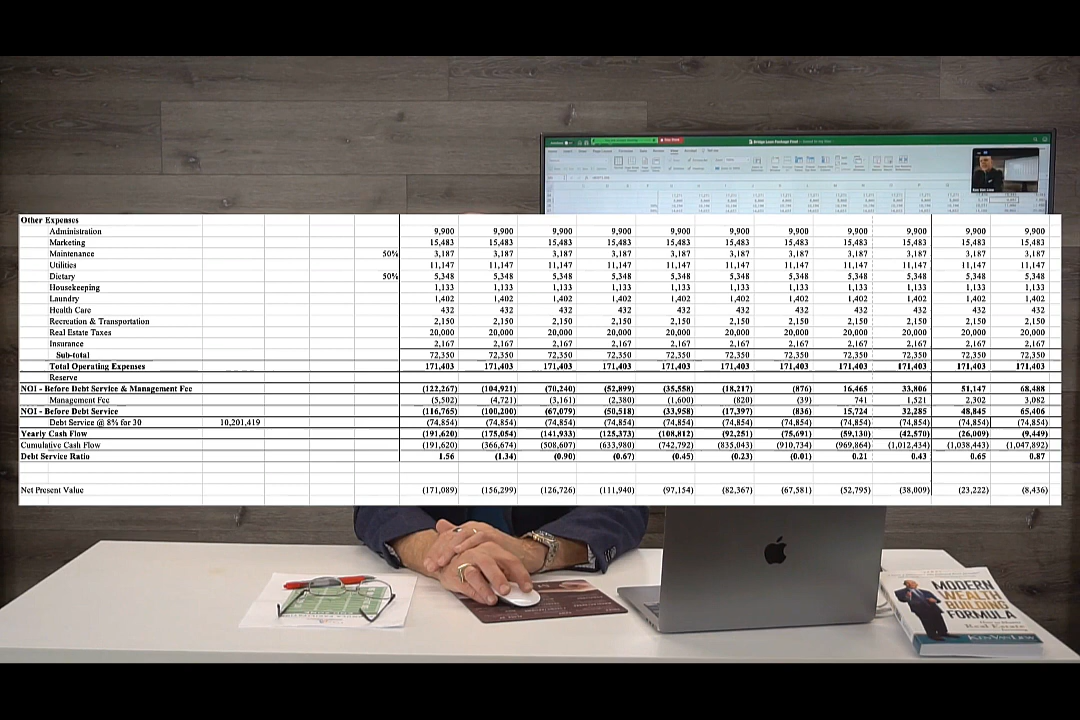 Bridge Loan Package Final
Other Expenses
Administration 9,900 9,900 9,900 9,900 9,900 9,900 9,900 9,900 9,900 9,900 9,900
Marketing 15,483 15,483 15,483 15,483 15,483 15,483 15,483 15,483 15,483 15,483 15,483
Maintenance 50% 3,187 3,187 3,187 3,187 3,187 3,187 3,187 3,187 3,187 3,187 3,187
Utilities 11,147 11,147 11,147 11,147 11,147 11,147 11,147 11,147 11,147 11,147 11,147
Dietary 50% 5,348 5,348 5,348 5,348 5,348 5,348 5,348 5,348 5,348 5,348 5,348
Housekeeping 1,133 1,133 1,133 1,133 1,133 1,133 1,133 1,133 1,133 1,133 1,133
Laundry 1,402 1,402 1,402 1,402 1,402 1,402 1,402 1,402 1,402 1,402 1,402
Health Care 432 432 432 432 432 432 432 432 432 432 432
Recreation & Transportation 2,150 2,150 2,150 2,150 2,150 2,150 2,150 2,150 2,150 2,150 2,150
Real Estate Taxes 20,000 20,000 20,000 20,000 20,000 20,000 20,000 20,000 20,000 20,000 20,000
Insurance 2,167 2,167 2,167 2,167 2,167 2,167 2,167 2,167 2,167 2,167 2,167
Sub-total 72,350 72,350 72,350 72,350 72,350 72,350 72,350 72,350 72,350 72,350 72,350
Total Operating Expenses 171,403 171,403 171,403 171,403 171,403 171,403 171,403 171,403 171,403 171,403 171,403
Reserve
NOI - Before Debt Service & Management Fee (122,267) (104,921) (70,240) (52,899) (35,558) (18,217) (876) 16,465 33,806 51,147 68,488
Management Fee (5,502) (4,721) (3,161) (2,380) (1,600) (820) (39) 741 1,521 2,302 3,082
NOI - Before Debt Service (116,765) (100,200) (67,079) (50,518) (33,958) (17,397) (836) 15,724 32,285 48,845 65,406
Debt Service @ 8% for 30 10,201,419 (74,854) (74,854) (74,854) (74,854) (74,854) (74,854) (74,854) (74,854) (74,854) (74,854) (74,854)
Yearly Cash Flow (191,620) (175,054) (141,933) (125,373) (108,812) (92,251) (75,691) (59,130) (42,570) (26,009) (9,449)
Cumulative Cash Flow (191,620) (366,674) (508,607) (633,980) (742,792) (835,043) (910,734) (969,864) (1,012,434) (1,038,443) (1,047,892)
Debt Service Ratio 1.56 (1.34) (0.90) (0.67) (0.45) (0.23) (0.01) 0.21 0.43 0.65 0.87
Net Present Value (171,089) (156,299) (126,726) (111,940) (97,154) (82,367) (67,581) (52,795) (38,009) (23,222) (8,436)
MODERN
WEALTH
BUILDING
FORMULA
Real Estate